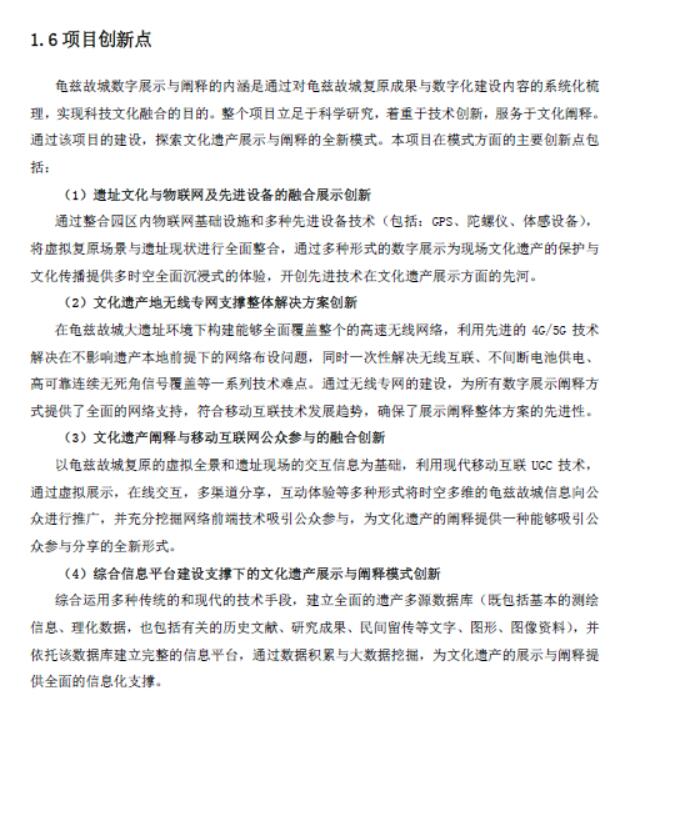 1.6 项目创新点
龟兹故城数字展示与阐释的内涵是通过对龟兹故城复原成果与数字化建设内容的系统化梳
理，实现科技文化融合的目的。整个项目立足于科学研究，着重于技术创新，服务于文化阐释。
通过该项目的建设，探索文化遗产展示与阐释的全新模式。本项目在模式方面的主要创新点包
括：
（1）遗址文化与物联网及先进设备的融合展示创新
通过整合园区内物联网基础设施和多种先进设备技术（包括：GPS、陀螺仪、体感设备），
将虚拟复原场景与遗址现状进行全面整合，通过多种形式的数字展示为现场文化遗产的保护与
文化传播提供多时空全面沉浸式的体验，开创先进技术在文化遗产展示方面的先河。
（2）文化遗产地无线专网支撑整体解决方案创新
在龟兹故城大遗址环境下构建能够全面覆盖整个的高速无线网络，利用先进的 4G/5G 技术
解决在不影响遗产本地前提下的网络布设问题，同时一次性解决无线互联、不间断电池供电、
高可靠连续无死角信号覆盖等一系列技术难点。通过无线专网的建设，为所有数字展示阐释方
式提供了全面的网络支持，符合移动互联技术发展趋势，确保了展示阐释整体方案的先进性。
（3）文化遗产阐释与移动互联网公众参与的融合创新
以龟兹故城复原的虚拟全景和遗址现场的交互信息为基础，利用现代移动互联 UGC 技术，
通过虚拟展示，在线交互，多渠道分享，互动体验等多种形式将时空多维的龟兹故城信息向公
众进行推广，并充分挖掘网络前端技术吸引公众参与，为文化遗产的阐释提供一种能够吸引公
众参与分享的全新形式。
（4）综合信息平台建设支撑下的文化遗产展示与阐释模式创新
综合运用多种传统的和现代的技术手段，建立全面的遗产多源数据库（既包括基本的测绘
信息、理化数据，也包括有关的历史文献、研究成果、民间留传等文字、图形、图像资料），并
依托该数据库建立完整的信息平台，通过数据积累与大数据挖掘，为文化遗产的展示与阐释提
供全面的信息化支撑。